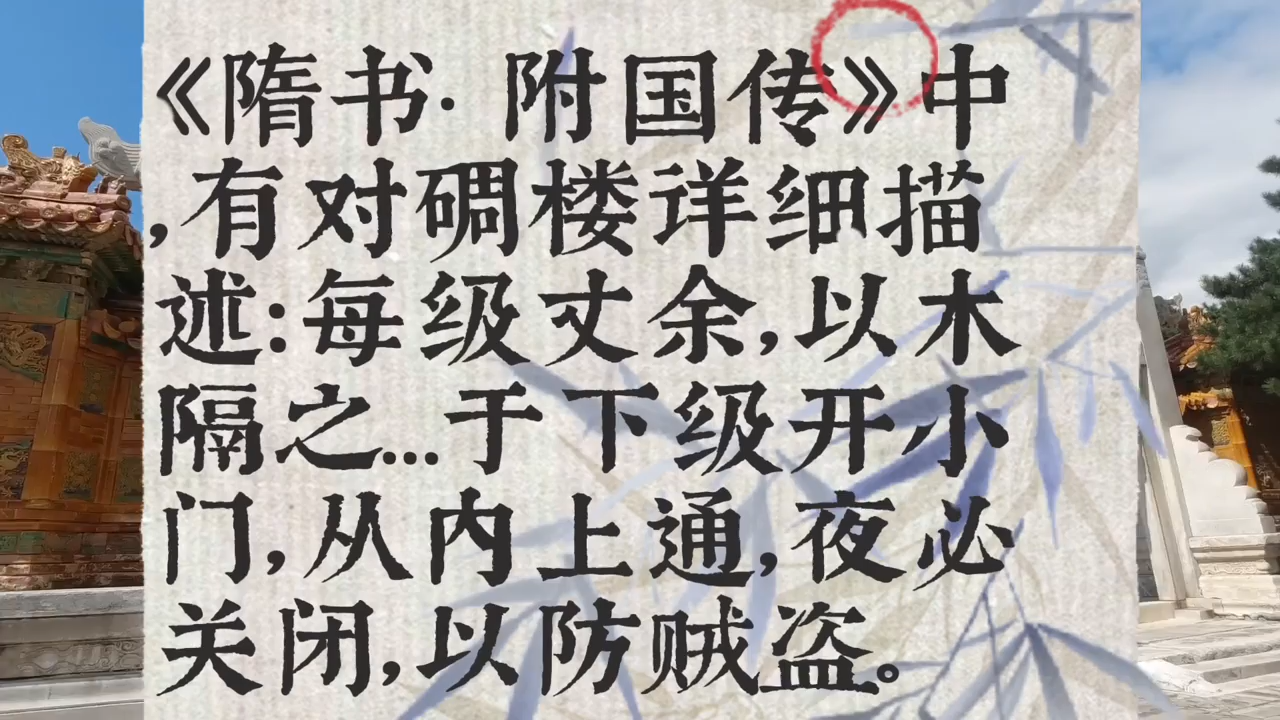 《隋书· 附国传》中
,有对碉楼详细描
述:每级丈余,以木
隔之...于下级开小
门,从内上通,夜必
关闭,以防贼盗。